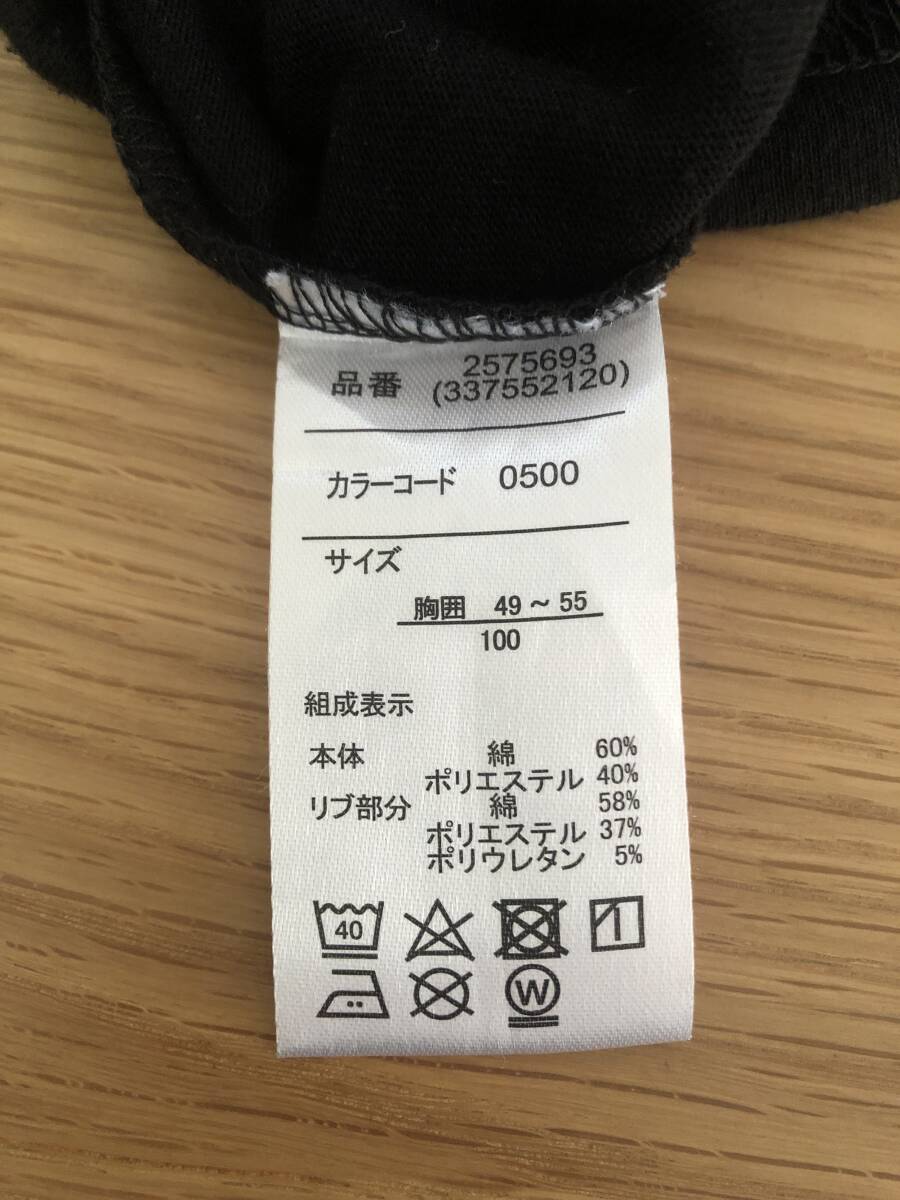 品番 2575693
(337552120)
カラーコード 0500
サイズ
胸囲 49~55
100
組成表示
本体 綿 60%
ポリエステル 40%
リブ部分 綿 58%
ポリエステル 37%
ポリウレタン 5%
40
W